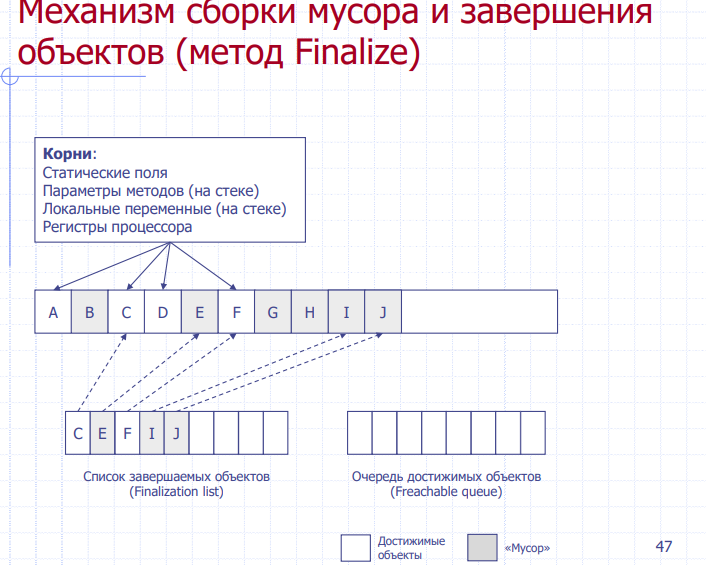 Механизм сборки мусора и завершения
объектов (метод Finalize)
Корни:
Статические поля
Параметры методов (на стеке)
Локальные переменные (на стеке)
Регистры процессора
A B C D E F G H I J
C E F I J
Список завершаемых объектов
(Finalization list)
Очередь достижимых объектов
(Freachable queue)
Достижимые
объекты
«Мусор»
47